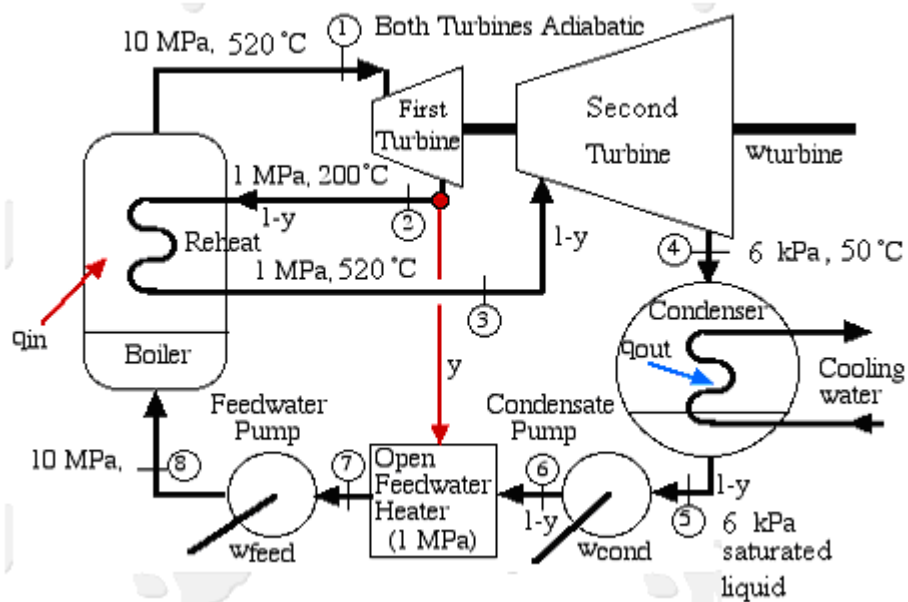 ①
Both Turbines Adiabatic
10 MPa, 520°C
First
Turbine
Second
Turbine
wturbine
1 MPa, 200°C
②
1-y
Reheat
1-y
1 MPa, 520°C
③
④
6 kPa, 50°C
qin
Boiler
y
Condenser
qout
Cooling
water
Feedwater
Pump
Condensate
Pump
10 MPa,
⑧
⑦
Open
Feedwater
Heater
(1 MPa)
⑥
1-y
1-y
⑤
6 kPa
saturated
liquid
wfeed
wcond